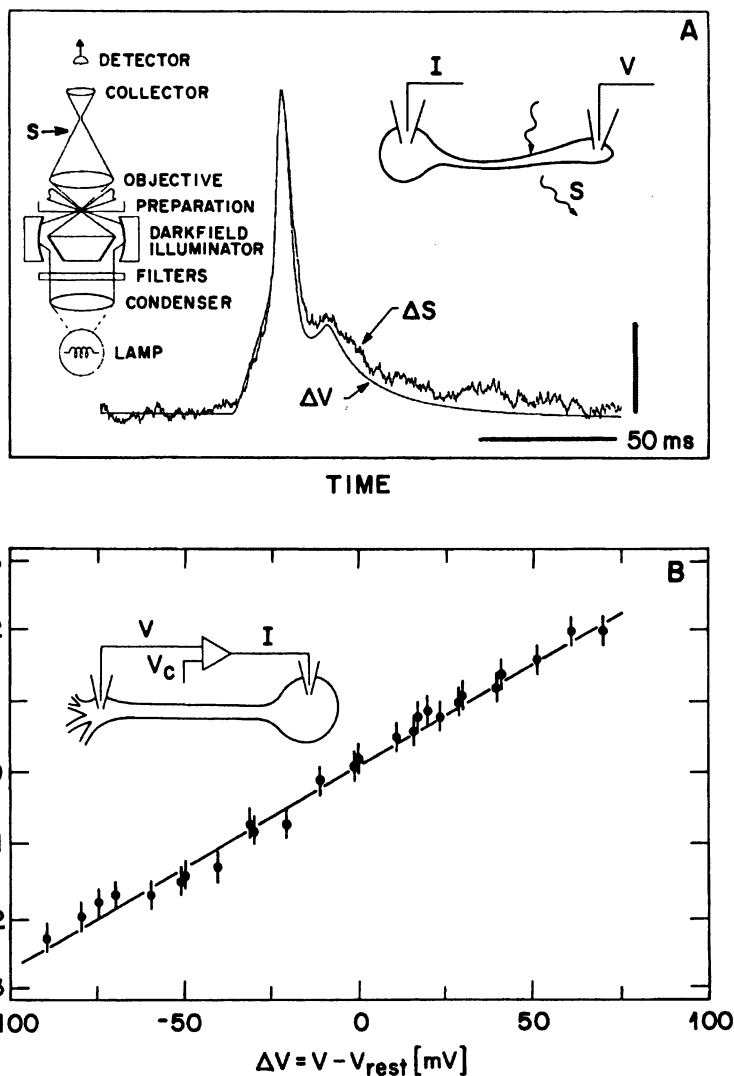 A
DETECTOR
COLLECTOR
S
OBJECTIVE
PREPARATION
DARKFIELD
ILLUMINATOR
FILTERS
CONDENSER
LAMP
I
V
S
ΔS
ΔV
50 ms
TIME
B
V
I
Vc
-50
0
50
100
ΔV = V - Vrest [mV]